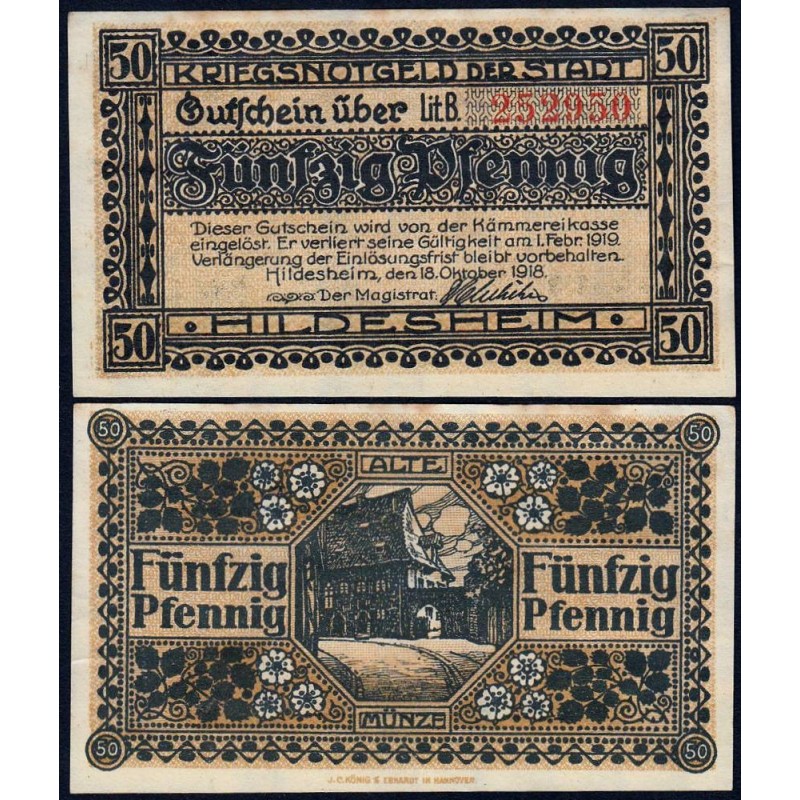 50 50
KRIEGSNOTGELD DER STADT
Gutschein über Lit B. 252950
Fünfzig Pfennig
Dieser Gutschein wird von der Kämmereikasse
eingelöst. Er verliert seine Gültigkeit am 1. Febr. 1919.
Verlängerung der Einlösungsfrist bleibt vorbehalten.
Hildesheim, den 18. Oktober 1918.
Der Magistrat.
50 · HILDESHEIM · 50
50 50
ALTE
Fünfzig Fünfzig
Pfennig Pfennig
MÜNZE
50 50
J. C. KÖNIG & EBHARDT IN HANNOVER